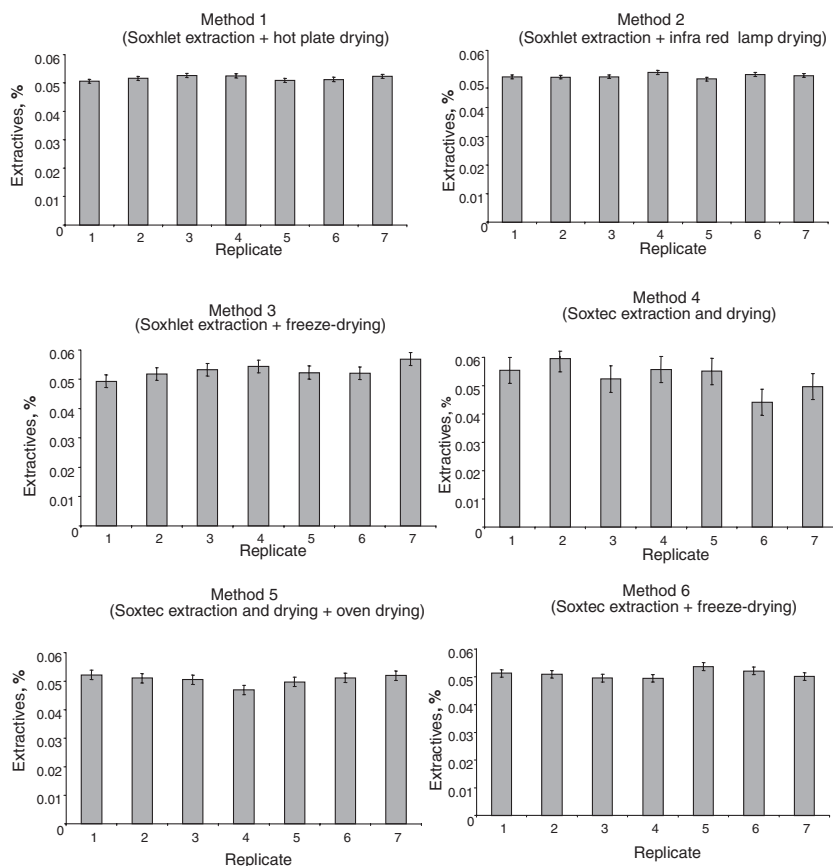 Method 1
(Soxhlet extraction + hot plate drying)
Extractives, %
0.06
0.05
0.04
0.03
0.02
0.01
0
1 2 3 4 5 6 7
Replicate
Method 2
(Soxhlet extraction + infra red lamp drying)
Extractives, %
0.06
0.05
0.04
0.03
0.02
0.01
0
1 2 3 4 5 6 7
Replicate
Method 3
(Soxhlet extraction + freeze-drying)
Extractives, %
0.06
0.05
0.04
0.03
0.02
0.01
0
1 2 3 4 5 6 7
Replicate
Method 4
(Soxtec extraction and drying)
Extractives, %
0.06
0.05
0.04
0.03
0.02
0.01
0
1 2 3 4 5 6 7
Replicate
Method 5
(Soxtec extraction and drying + oven drying)
Extractives, %
0.06
0.05
0.04
0.03
0.02
0.01
0
1 2 3 4 5 6 7
Replicate
Method 6
(Soxtec extraction + freeze-drying)
Extractives, %
0.06
0.05
0.04
0.03
0.02
0.01
0
1 2 3 4 5 6 7
Replicate